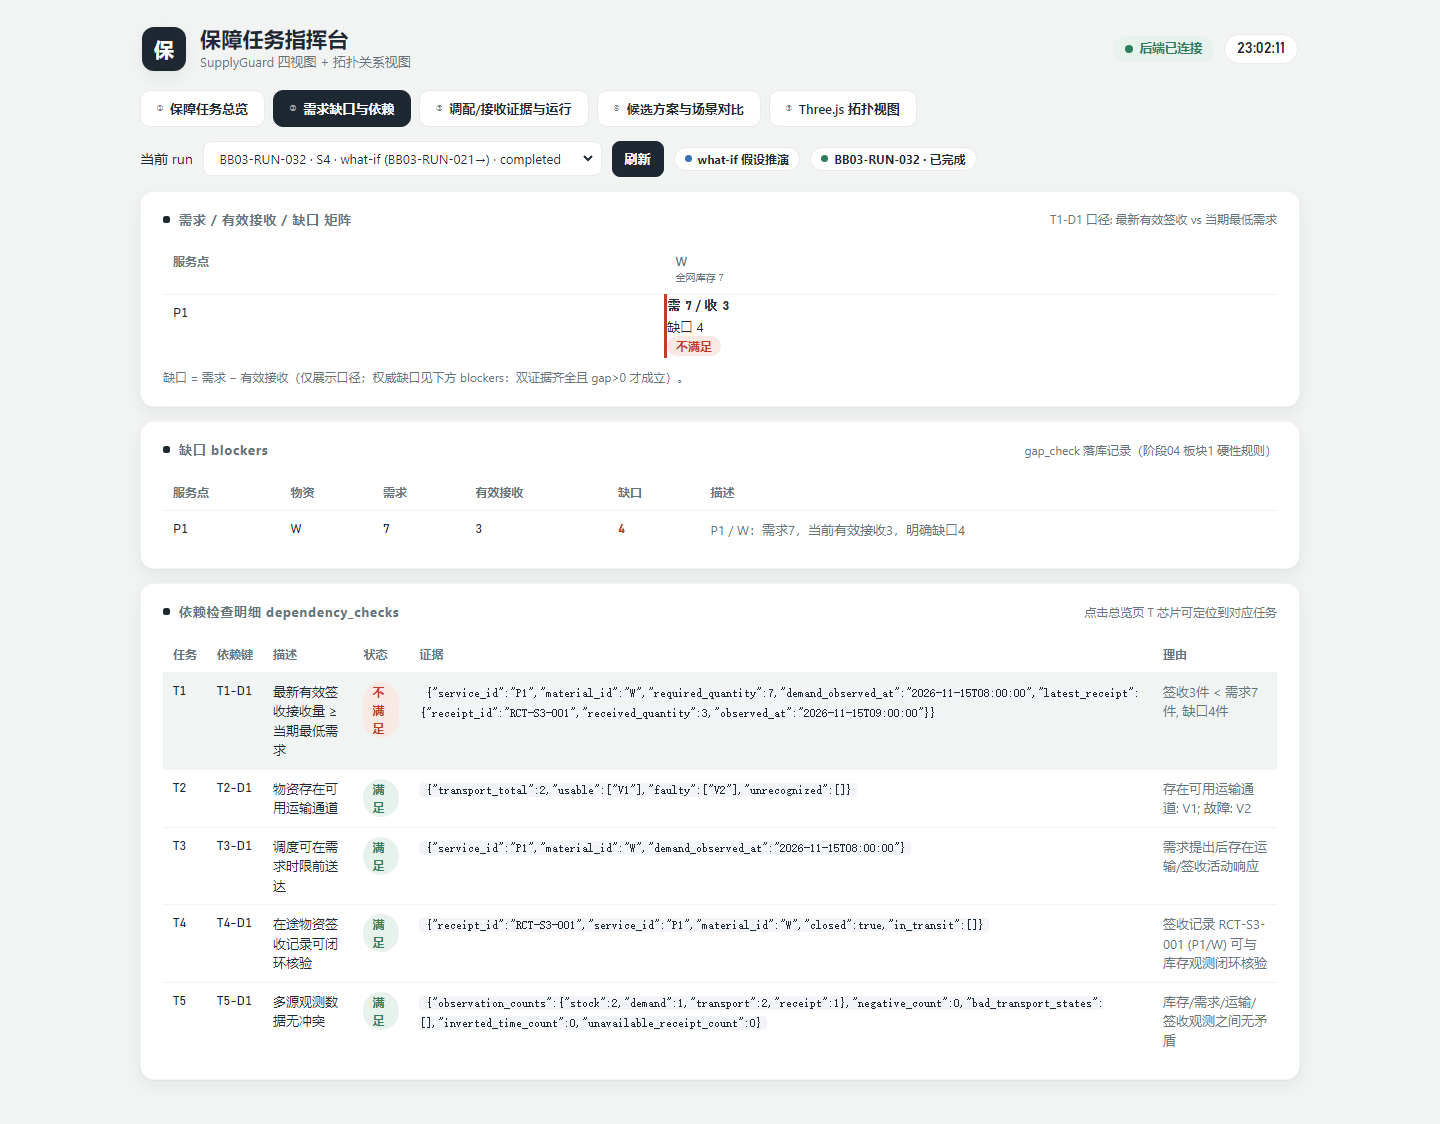 保
保障任务指挥台
SupplyGuard 四视图 + 拓扑关系视图
后端已连接
23:02:11
① 保障任务总览
② 需求缺口与依赖
③ 调配/接收证据与运行
④ 候选方案与场景对比
⑤ Three.js 拓扑视图
当前 run
BB03-RUN-032 · S4 · what-if (BB03-RUN-021→) · completed
刷新
what-if 假设推演
BB03-RUN-032 · 已完成
需求 / 有效接收 / 缺口 矩阵
T1-D1 口径: 最新有效签收 vs 当期最低需求
服务点
W
全网库存 7
P1
需 7 / 收 3
缺口 4
不满足
缺口 = 需求 − 有效接收（仅展示口径；权威缺口见下方 blockers：双证据齐全且 gap>0 才成立）。
缺口 blockers
gap_check 落库记录（阶段04 板块1 硬性规则）
服务点 物资 需求 有效接收 缺口 描述
P1 W 7 3 4 P1 / W：需求7，当前有效接收3，明确缺口4
依赖检查明细 dependency_checks
点击总览页 T 芯片可定位到对应任务
任务 依赖键 描述 状态 证据 理由
T1
T1-D1
最新有效签
收接收量 ≥
当期最低需
求
不
满
足
{"service_id":"P1","material_id":"W","required_quantity":7,"demand_observed_at":"2026-11-15T08:00:00","latest_receipt":
{"receipt_id":"RCT-S3-001","received_quantity":3,"observed_at":"2026-11-15T09:00:00"}}
签收3件 < 需求7
件, 缺口4件
T2
T2-D1
物资存在可
用运输通道
满
足
{"transport_total":2,"usable":["V1"],"faulty":["V2"],"unrecognized":[]}
存在可用运输通
道: V1; 故障: V2
T3
T3-D1
调度可在需
求时限前送
达
满
足
{"service_id":"P1","material_id":"W","demand_observed_at":"2026-11-15T08:00:00"}
需求提出后存在运
输/签收活动响应
T4
T4-D1
在途物资签
收记录可闭
环核验
满
足
{"receipt_id":"RCT-S3-001","service_id":"P1","material_id":"W","closed":true,"in_transit":[]}
签收记录 RCT-S3-
001 (P1/W) 可与
库存观测闭环核验
T5
T5-D1
多源观测数
据无冲突
满
足
{"observation_counts":{"stock":2,"demand":1,"transport":2,"receipt":1},"negative_count":0,"bad_transport_states":
[],"inverted_time_count":0,"unavailable_receipt_count":0}
库存/需求/运输/
签收观测之间无矛
盾